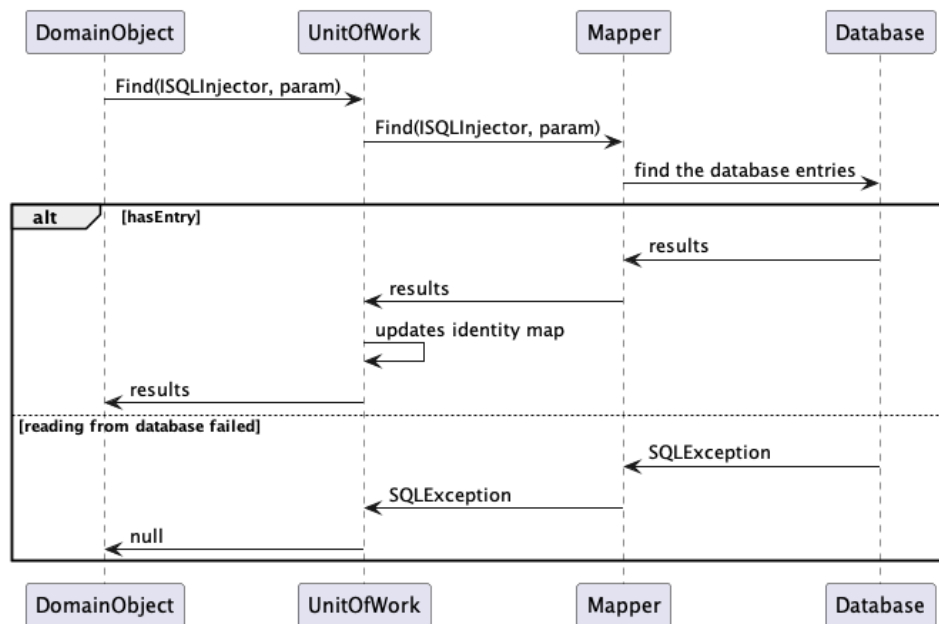 DomainObject UnitOfWork Mapper Database
Find(ISQLInjector, param)
Find(ISQLInjector, param)
find the database entries
alt [hasEntry]
results
results
updates identity map
results
[reading from database failed]
SQLException
SQLException
null
DomainObject UnitOfWork Mapper Database